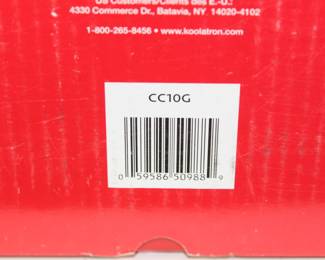 US Customers/Clients des É.-U.:
4330 Commerce Dr., Batavia, NY 14020-4102
1-800-265-8456 • www.koolatron.com
CC10G
0 59586 50988 9